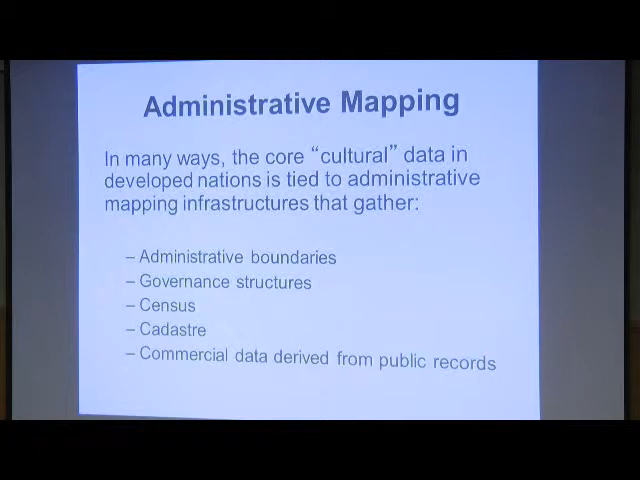 Administrative Mapping
In many ways, the core “cultural” data in
developed nations is tied to administrative
mapping infrastructures that gather:
– Administrative boundaries
– Governance structures
– Census
– Cadastre
– Commercial data derived from public records